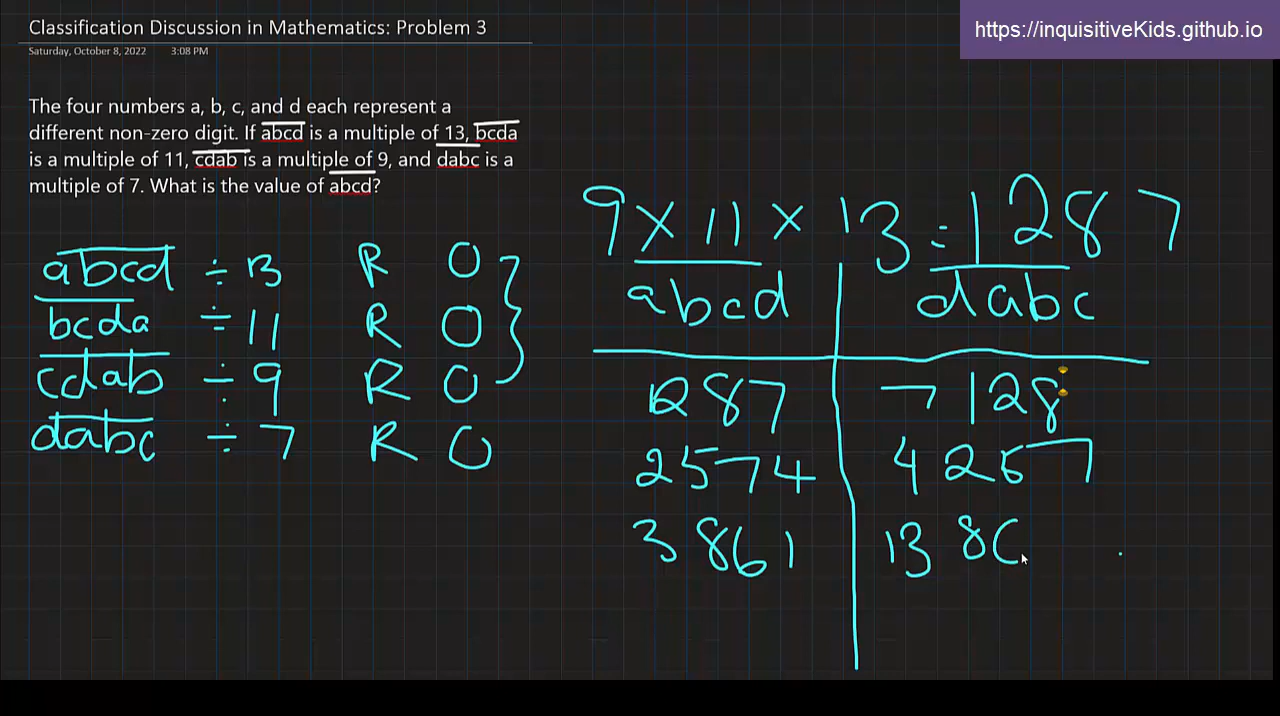 Classification Discussion in Mathematics: Problem 3
https://inquisitiveKids.github.io
Saturday, October 8, 2022 3:08 PM
The four numbers a, b, c, and d each represent a
different non-zero digit. If abcd is a multiple of 13, bcda
is a multiple of 11, cdab is a multiple of 9, and dabc is a
multiple of 7. What is the value of abcd?
abcd ÷ 13 R 0
bcda ÷ 11 R 0
cdab ÷ 9 R 0
dabc ÷ 7 R 0
9 × 11 × 13 = 1287
abcd dabc
1287 7128
2574 4257
3861 138